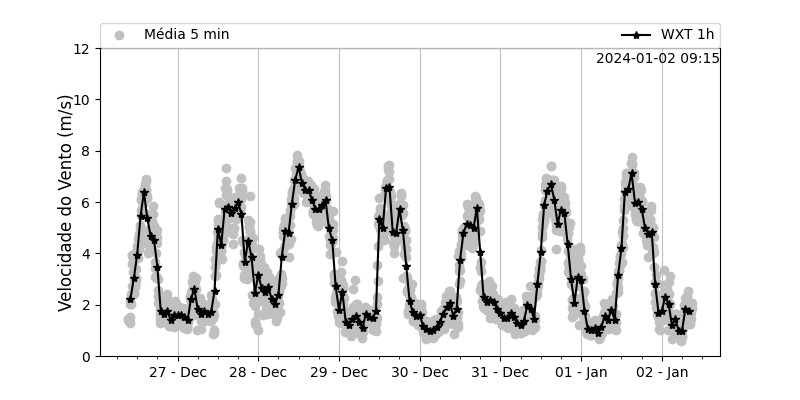 Média 5 min
WXT 1h
2024-01-02 09:15
Velocidade do Vento (m/s)
12
10
8
6
4
2
0
27 - Dec
28 - Dec
29 - Dec
30 - Dec
31 - Dec
01 - Jan
02 - Jan